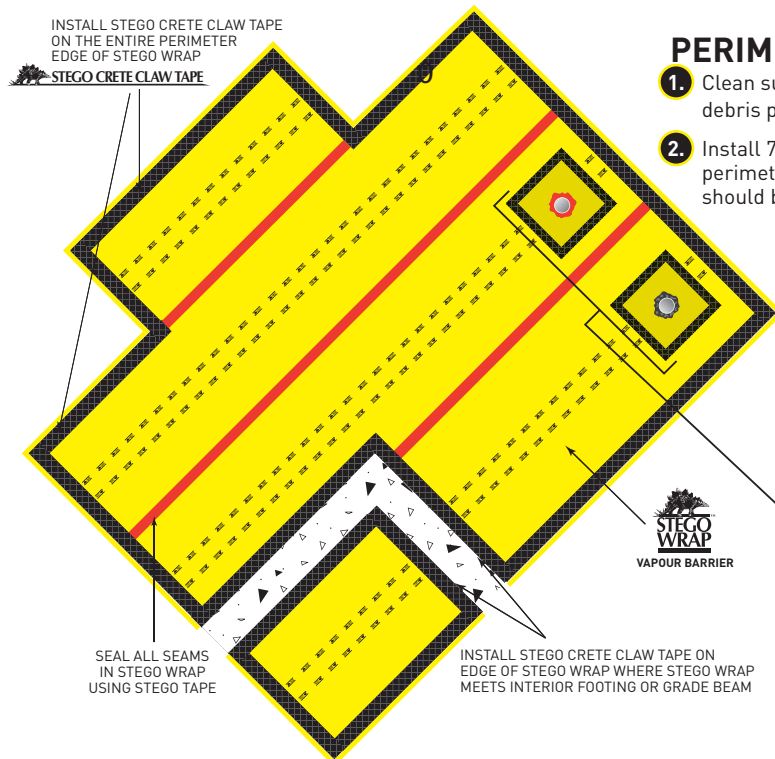 INSTALL STEGO CRETE CLAW TAPE
ON THE ENTIRE PERIMETER
EDGE OF STEGO WRAP
STEGO CRETE CLAW TAPE
PERIM
1. Clean su
debris p
2. Install 7
perimet
should b
STEGO
WRAP
VAPOUR BARRIER
SEAL ALL SEAMS
IN STEGO WRAP
USING STEGO TAPE
INSTALL STEGO CRETE CLAW TAPE ON
EDGE OF STEGO WRAP WHERE STEGO WRAP
MEETS INTERIOR FOOTING OR GRADE BEAM